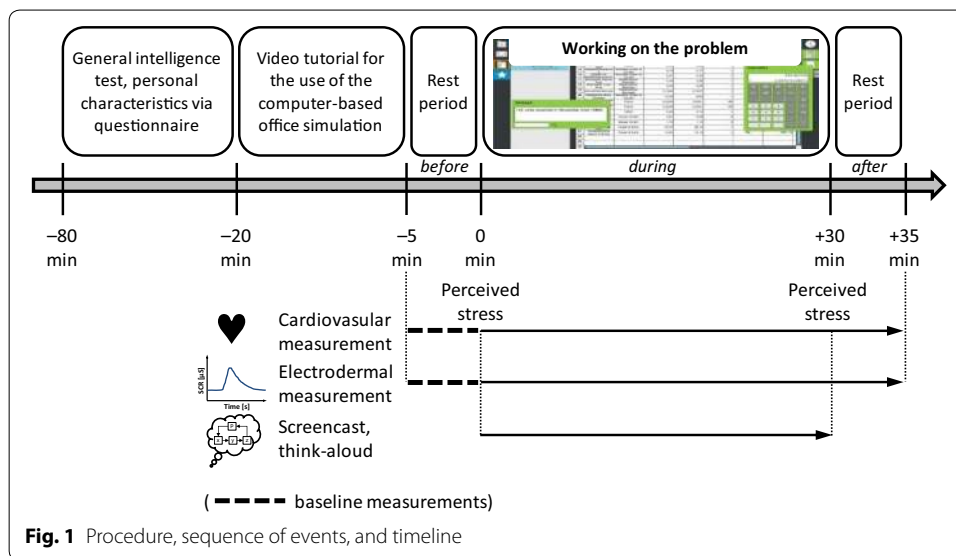 General intelligence
test, personal
characteristics via
questionnaire
Video tutorial for
the use of the
computer-based
office simulation
Rest
period
Working on the problem
Rest
period
before
during
after
–80
min
–20
min
–5
min
0
min
+30
min
+35
min
Perceived
stress
Perceived
stress
Cardiovasular
measurement
SCR [µS]
Time [s]
Electrodermal
measurement
Screencast,
think-aloud
( baseline measurements)
Fig. 1 Procedure, sequence of events, and timeline